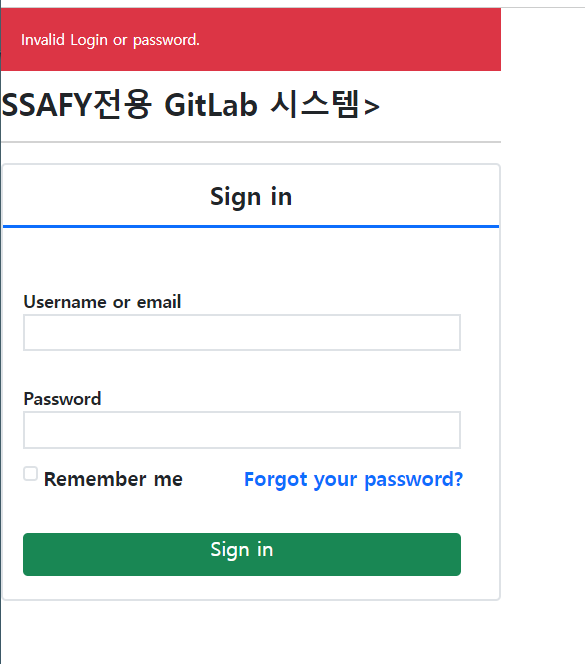 Invalid Login or password.
SSAFY전용 GitLab 시스템>
Sign in
Username or email
Password
Remember me Forgot your password?
Sign in